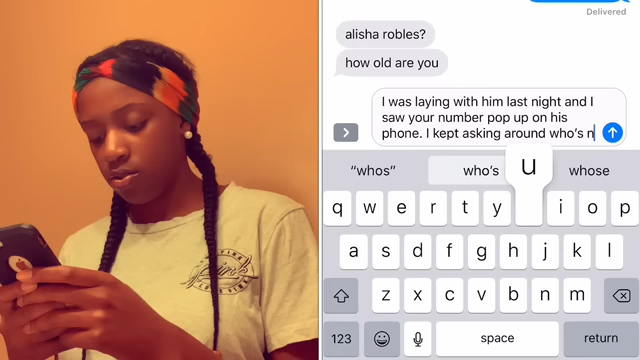 Delivered
alisha robles?
how old are you
I was laying with him last night and I
saw your number pop up on his
phone. I kept asking around who’s n
“whos” who’s whose
u
q w e r t y i o p
a s d f g h j k l
z x c v b n m
123 space return
pink